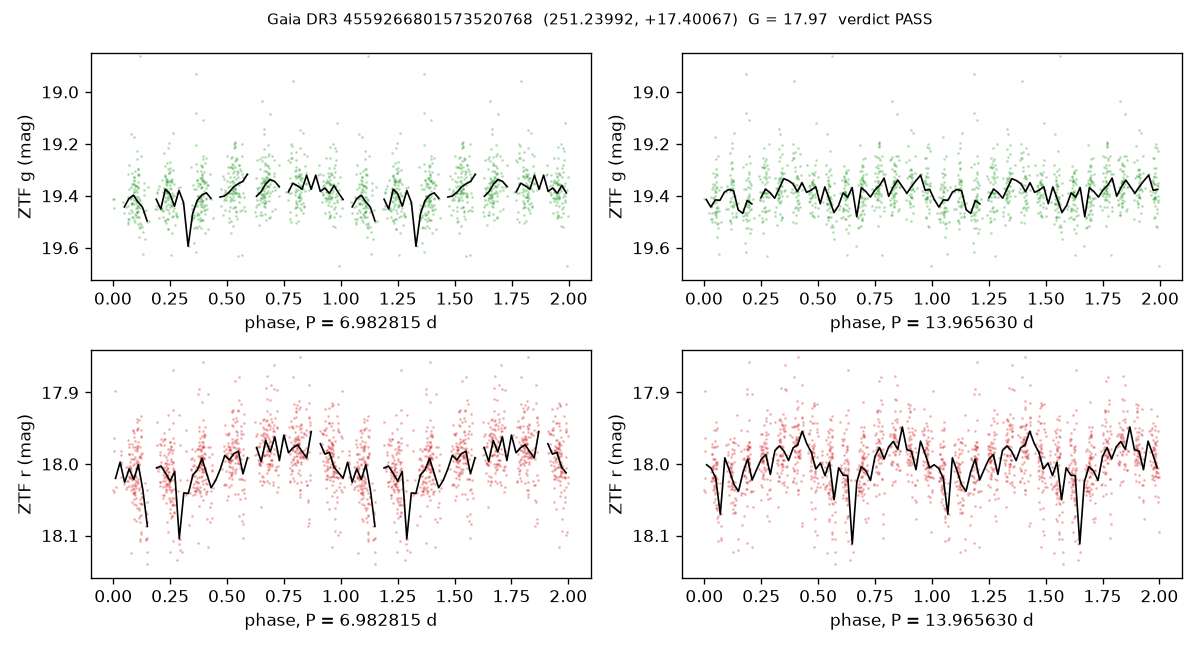 Gaia DR3 4559266801573520768  (251.23992, +17.40067)  G = 17.97  verdict PASS
ZTF g (mag)
19.0
19.2
19.4
19.6
0.00 0.25 0.50 0.75 1.00 1.25 1.50 1.75 2.00
phase, P = 6.982815 d
ZTF g (mag)
19.0
19.2
19.4
19.6
0.00 0.25 0.50 0.75 1.00 1.25 1.50 1.75 2.00
phase, P = 13.965630 d
ZTF r (mag)
17.9
18.0
18.1
0.00 0.25 0.50 0.75 1.00 1.25 1.50 1.75 2.00
phase, P = 6.982815 d
ZTF r (mag)
17.9
18.0
18.1
0.00 0.25 0.50 0.75 1.00 1.25 1.50 1.75 2.00
phase, P = 13.965630 d